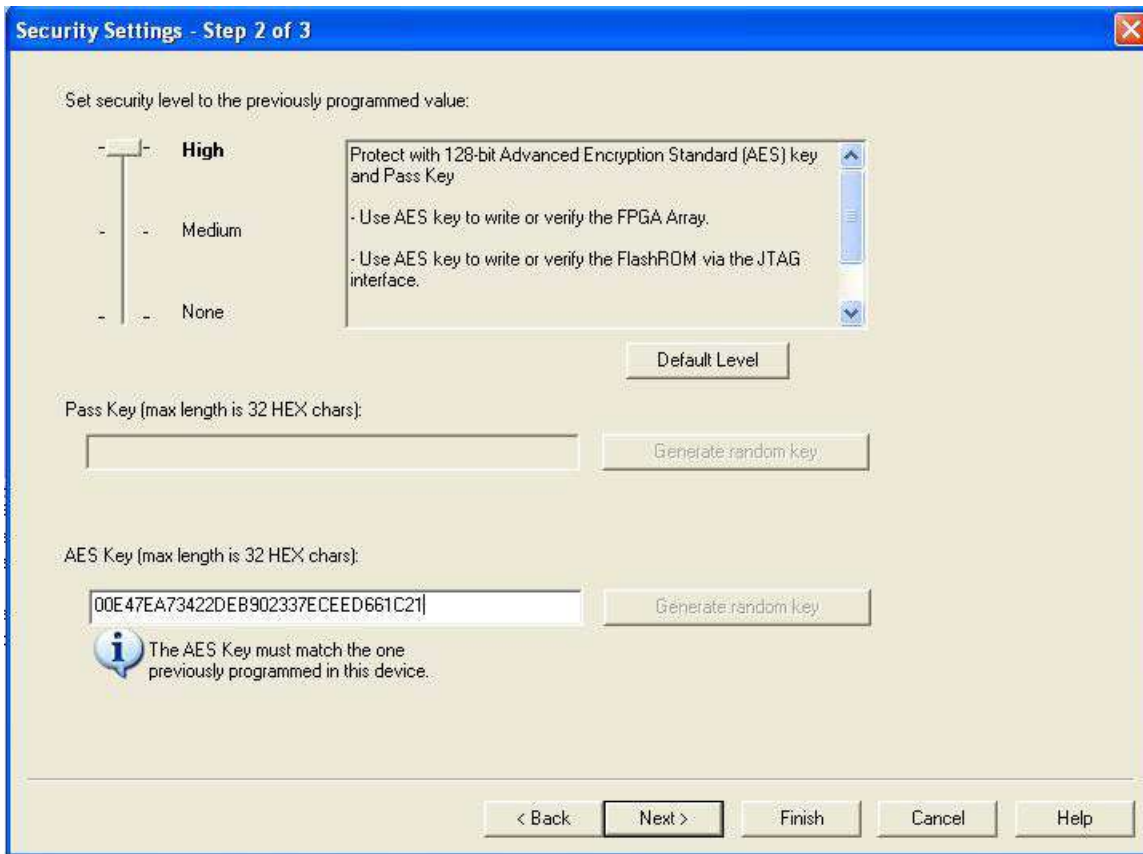 Security Settings - Step 2 of 3
Set security level to the previously programmed value:
High
Medium
None
Protect with 128-bit Advanced Encryption Standard (AES) key
and Pass Key
- Use AES key to write or verify the FPGA Array.
- Use AES key to write or verify the FlashROM via the JTAG
interface.
Default Level
Pass Key (max length is 32 HEX chars):
Generate random key
AES Key (max length is 32 HEX chars):
00E47EA73422DEB902337ECEED661C21
Generate random key
The AES Key must match the one
previously programmed in this device.
< Back
Next >
Finish
Cancel
Help